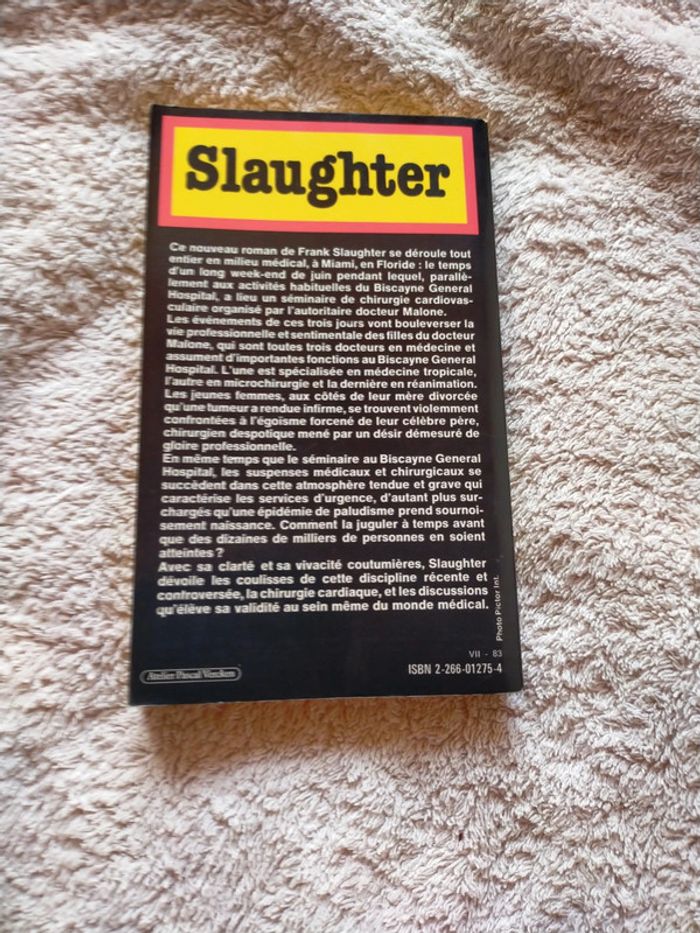 Slaughter
Ce nouveau roman de Frank Slaughter se déroule tout
entier en milieu médical, à Miami, en Floride : le temps
d'un long week-end de juin pendant lequel, parallè-
lement aux activités habituelles du Biscayne General
Hospital, a lieu un séminaire de chirurgie cardiovas-
culaire organisé par l'autoritaire docteur Malone.
Les événements de ces trois jours vont bouleverser la
vie professionnelle et sentimentale des filles du docteur
Malone, qui sont toutes trois docteurs en médecine et
assument d'importantes fonctions au Biscayne General
Hospital. L'une est spécialisée en médecine tropicale,
l'autre en microchirurgie et la dernière en réanimation.
Les jeunes femmes, aux côtés de leur mère divorcée
qu'une tumeur a rendue infirme, se trouvent violemment
confrontées à l'égoïsme forcené de leur célèbre père,
chirurgien despotique mené par un désir démesuré de
gloire professionnelle.
En même temps que le séminaire au Biscayne General
Hospital, les suspenses médicaux et chirurgicaux se
succèdent dans cette atmosphère tendue et grave qui
caractérise les services d'urgence, d'autant plus sur-
chargés qu'une épidémie de paludisme prend sournoi-
sement naissance. Comment la juguler à temps avant
que des dizaines de milliers de personnes en soient
atteintes ?
Avec sa clarté et sa vivacité coutumières, Slaughter
dévoile les coulisses de cette discipline récente et
controversée, la chirurgie cardiaque, et les discussions
qu'élève sa validité au sein même du monde médical.
Photo Pictor Int.
VII - 83
Atelier Pascal Vercken
ISBN 2-266-01275-4